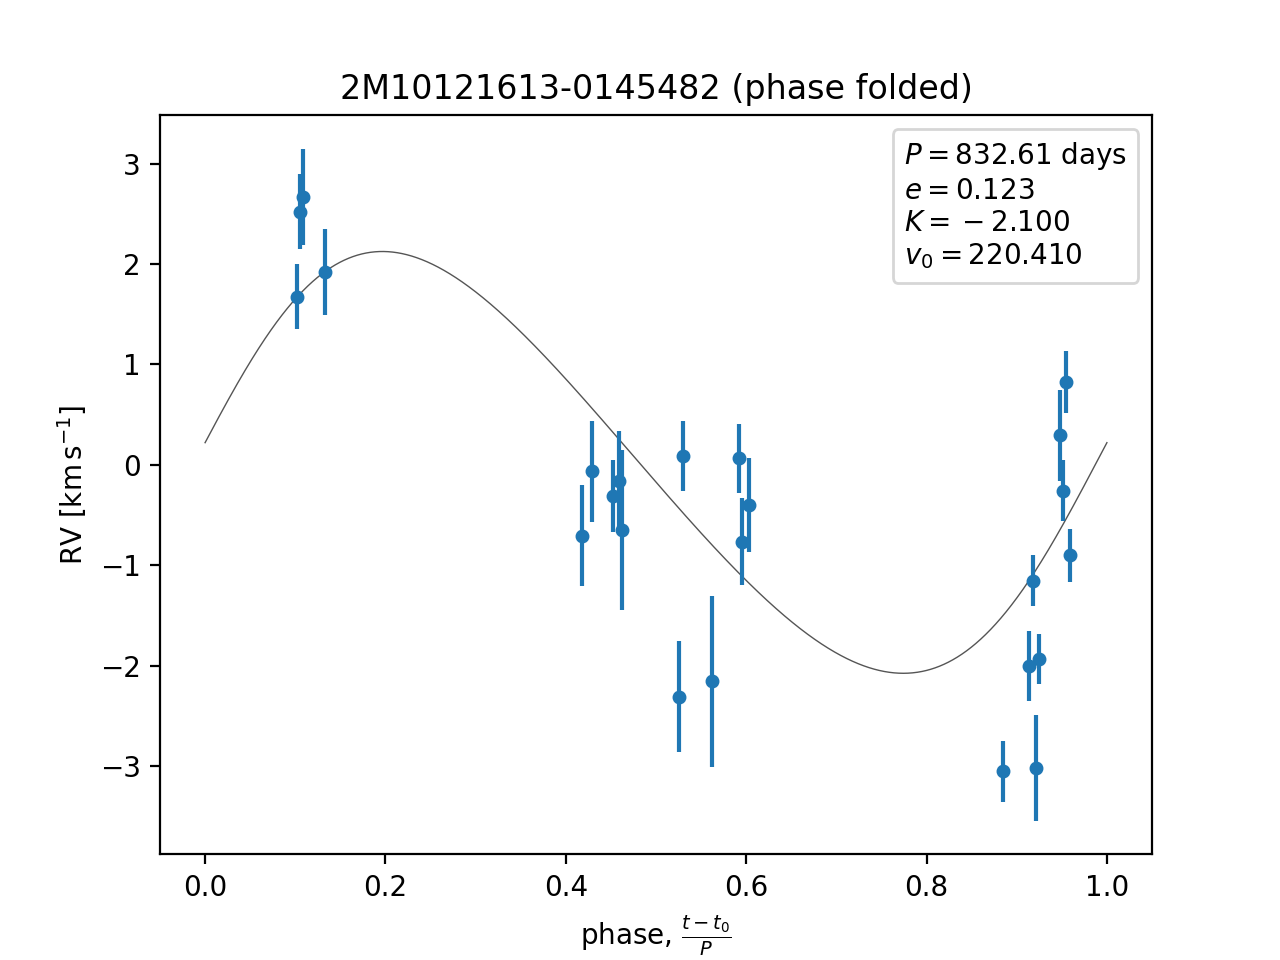 2M10121613-0145482 (phase folded)
P = 832.61 days
e = 0.123
K = −2.100
v₀ = 220.410
3
2
1
0
−1
−2
−3
RV [km s⁻¹]
0.0 0.2 0.4 0.6 0.8 1.0
phase, (t − t₀)/P